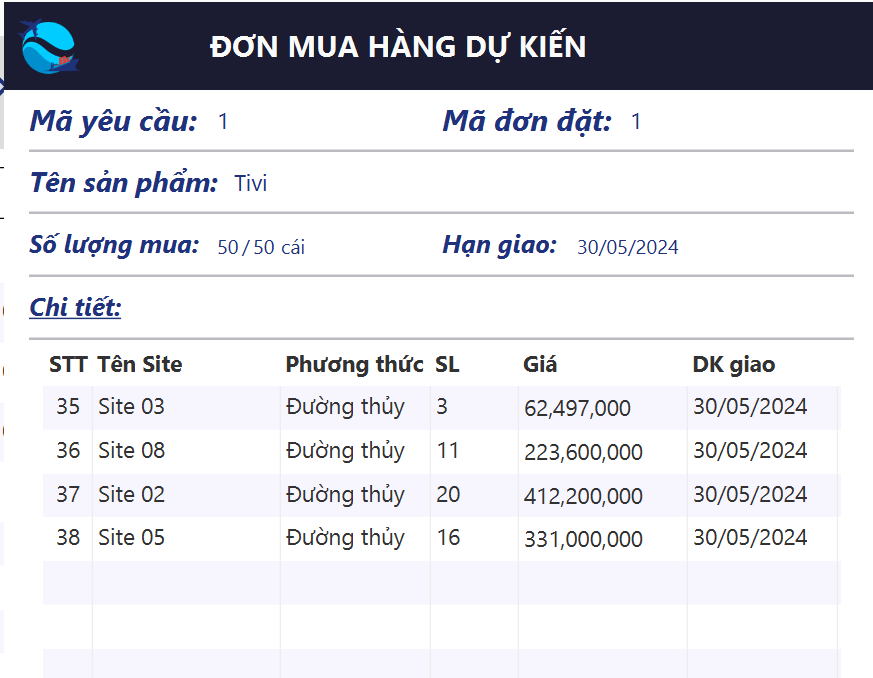 ĐƠN MUA HÀNG DỰ KIẾN
Mã yêu cầu: 1 Mã đơn đặt: 1
Tên sản phẩm: Tivi
Số lượng mua: 50/50 cái Hạn giao: 30/05/2024
Chi tiết:
STT Tên Site Phương thức SL Giá DK giao
35 Site 03 Đường thủy 3 62,497,000 30/05/2024
36 Site 08 Đường thủy 11 223,600,000 30/05/2024
37 Site 02 Đường thủy 20 412,200,000 30/05/2024
38 Site 05 Đường thủy 16 331,000,000 30/05/2024